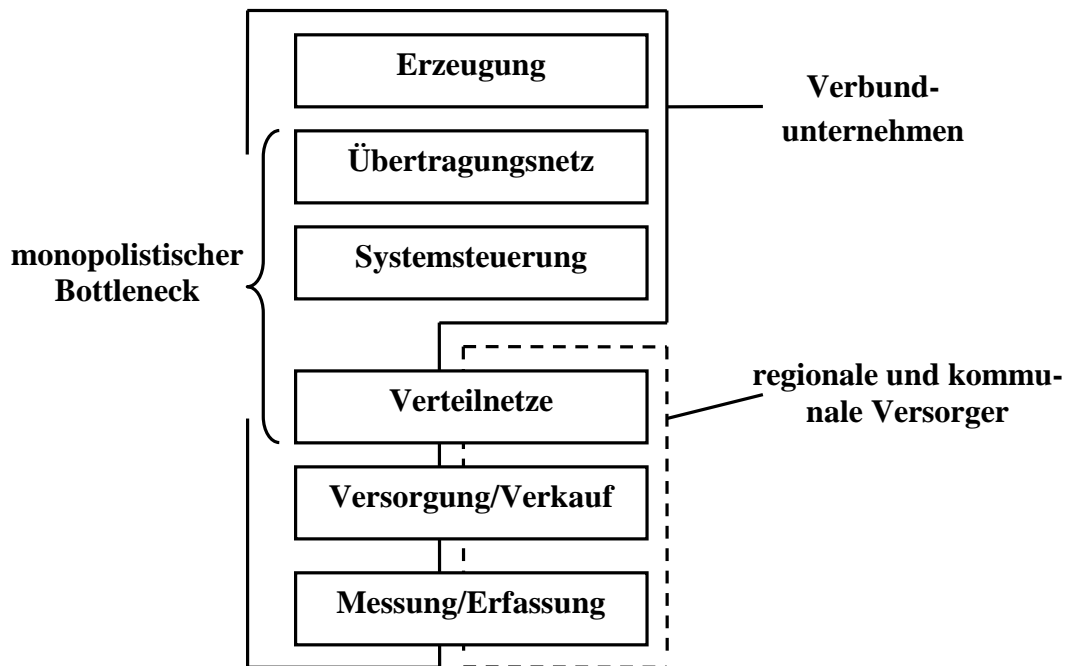 Erzeugung
Verbund-
unternehmen
Übertragungsnetz
monopolistischer
Bottleneck
Systemsteuerung
Verteilnetze
regionale und kommu-
nale Versorger
Versorgung/Verkauf
Messung/Erfassung